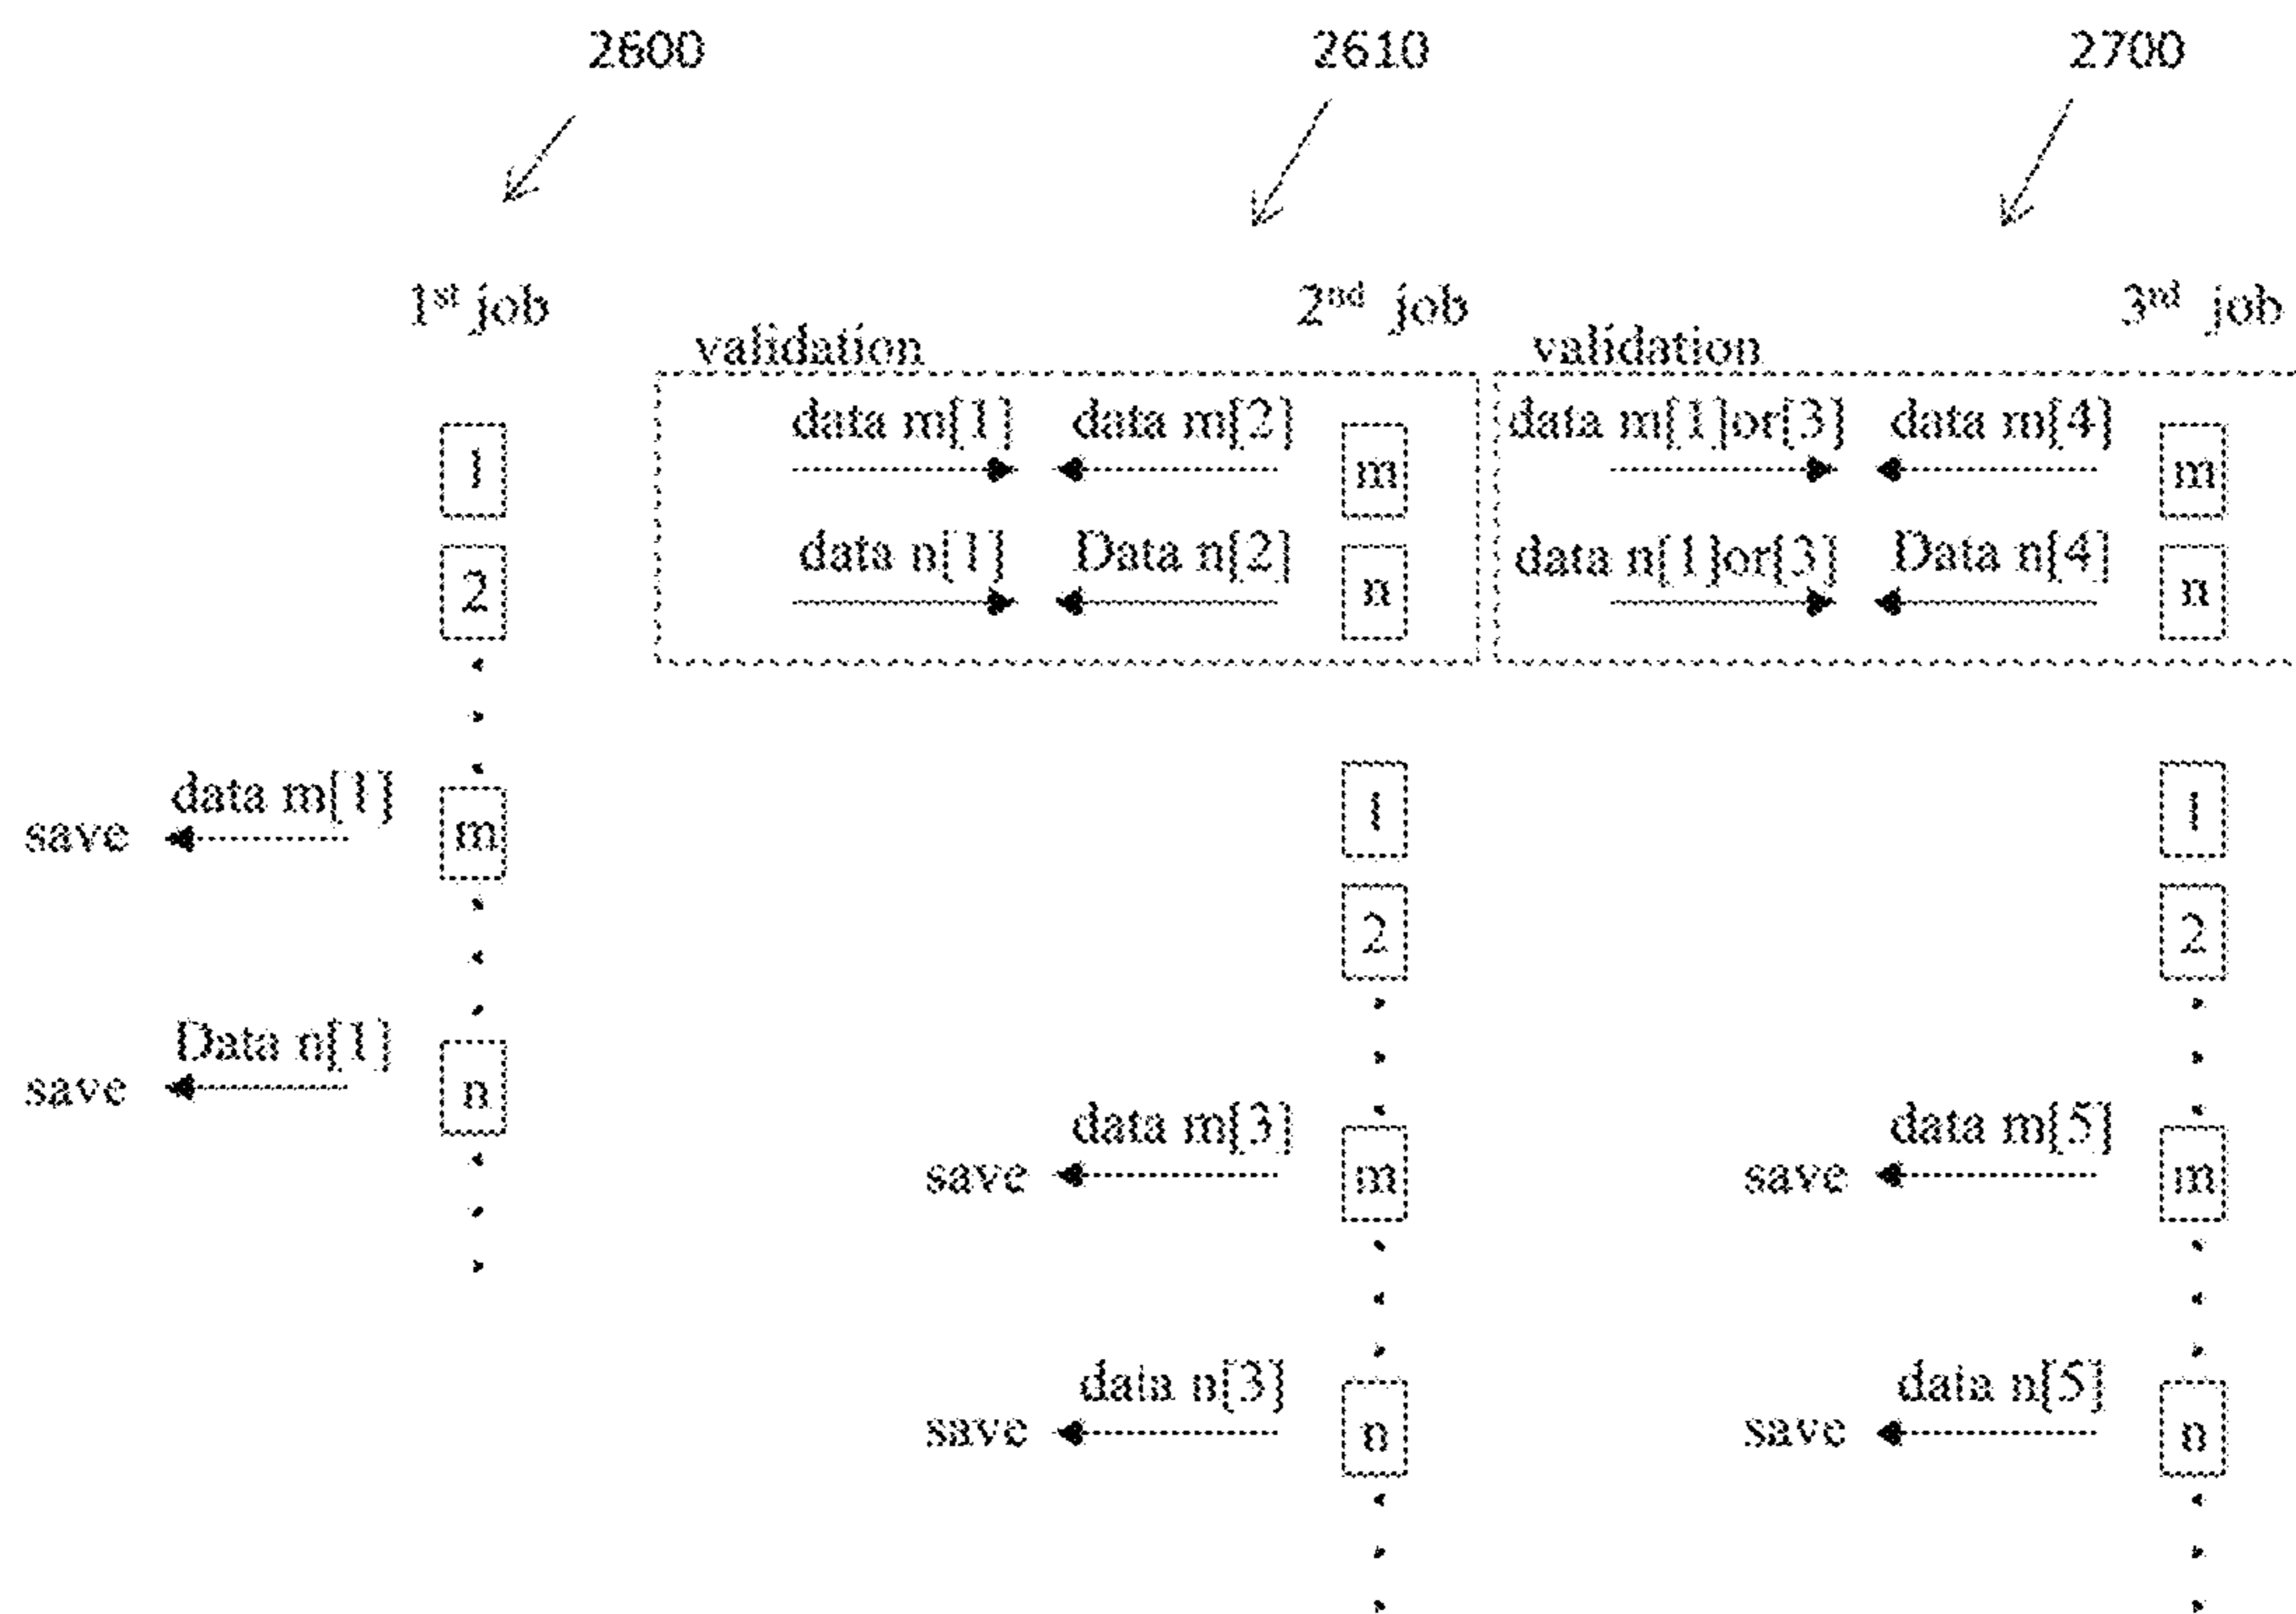 2600 2610 2700
1st job 2nd job 3rd job
validation validation
data m[1] data m[2] data m[1]or[3] data m[4]
1 m m
data n[1] Data n[2] data n[1]or[3] Data n[4]
2 n n
data m[1]
save m 1 1
2 2
Data n[1]
save n
data m[3] data m[5]
save m save m
data n[3] data n[5]
save n save n